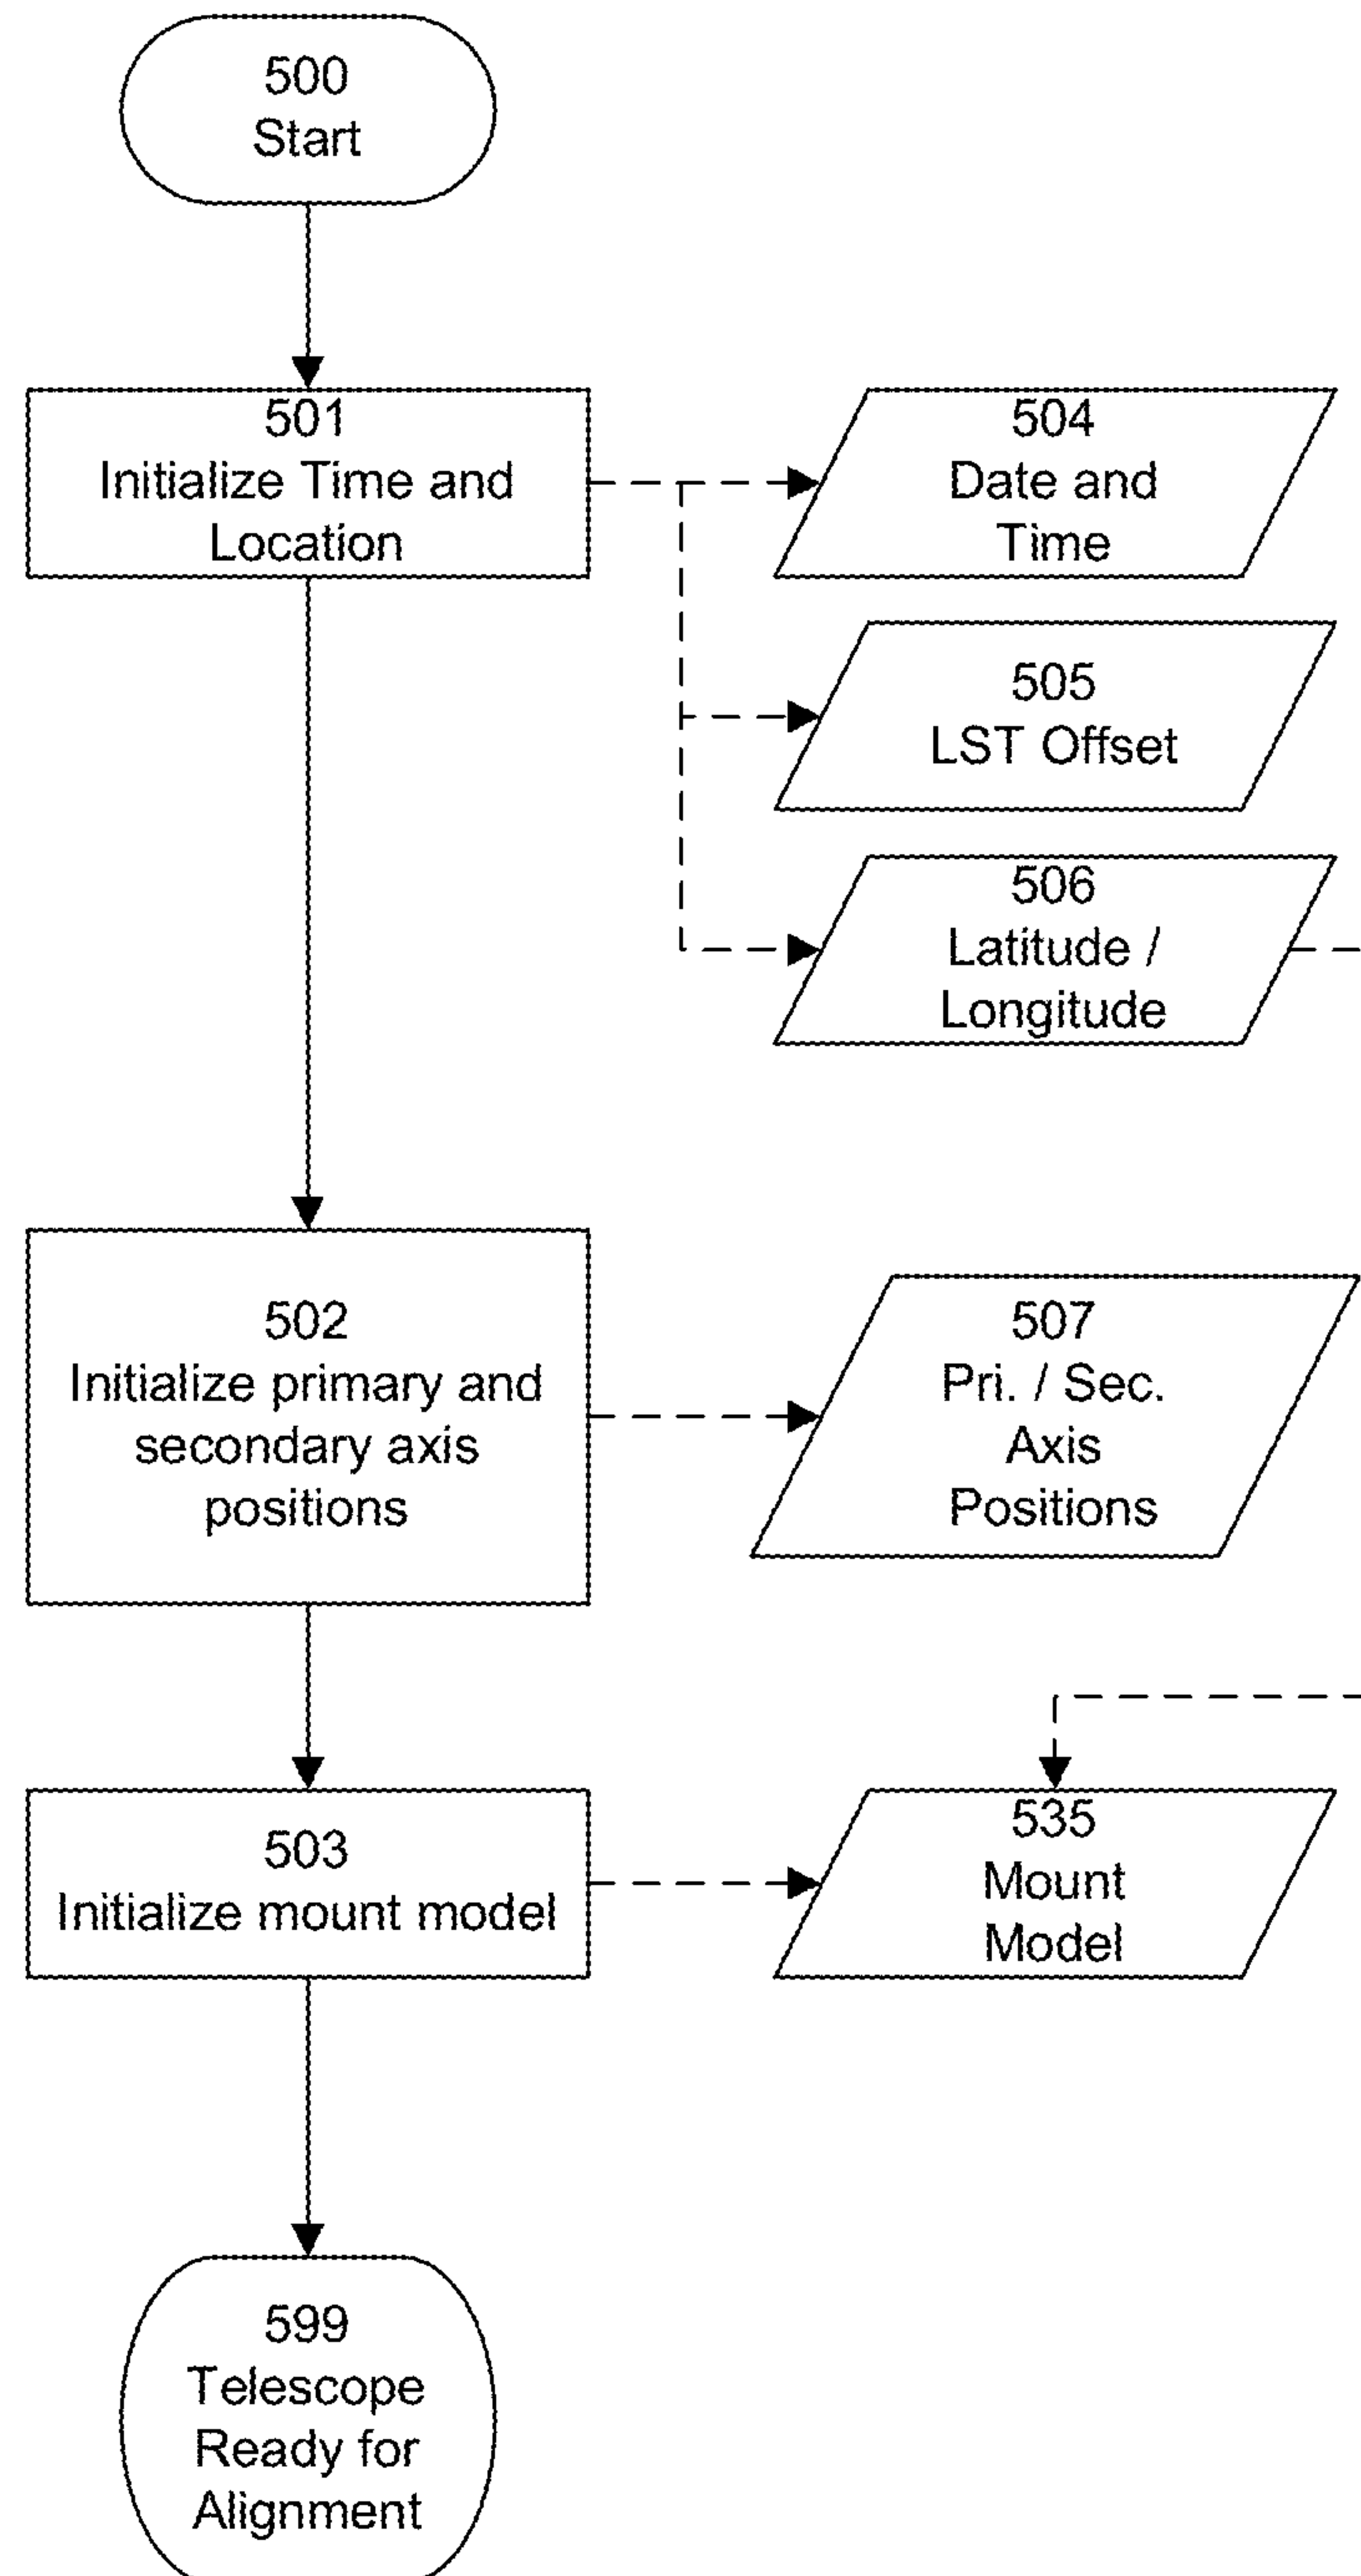 500
Start
501
Initialize Time and
Location
504
Date and
Time
505
LST Offset
506
Latitude /
Longitude
502
Initialize primary and
secondary axis
positions
507
Pri. / Sec.
Axis
Positions
503
Initialize mount model
535
Mount
Model
599
Telescope
Ready for
Alignment